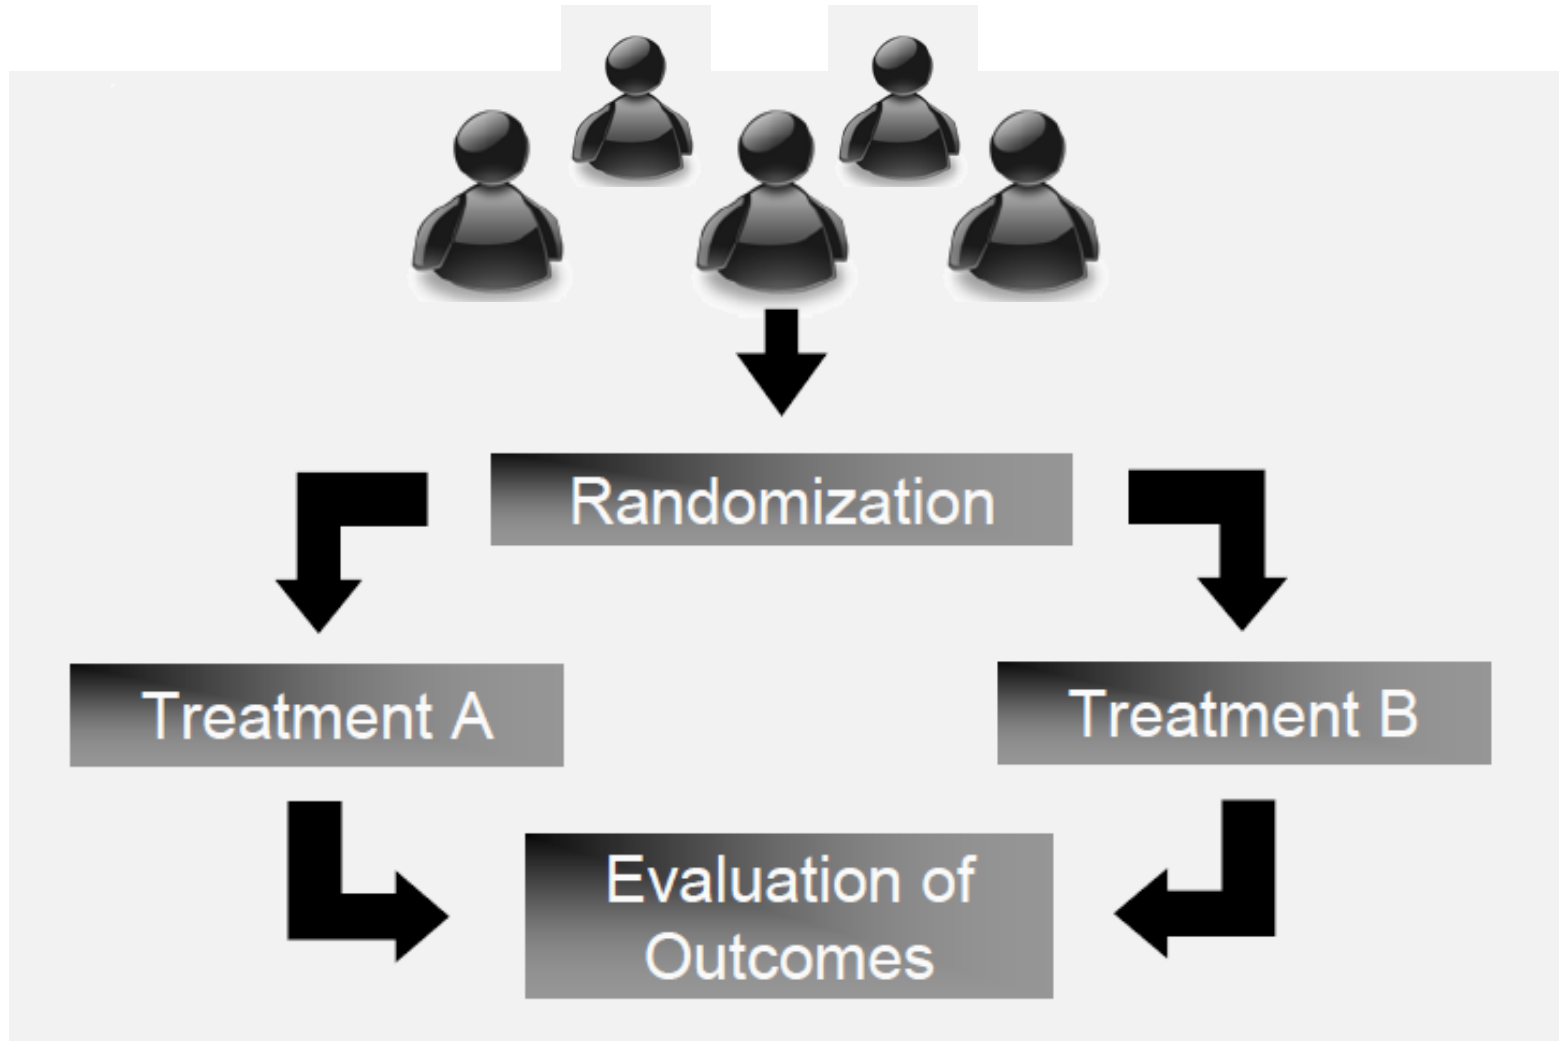 Randomization
Treatment A
Treatment B
Evaluation of
Outcomes